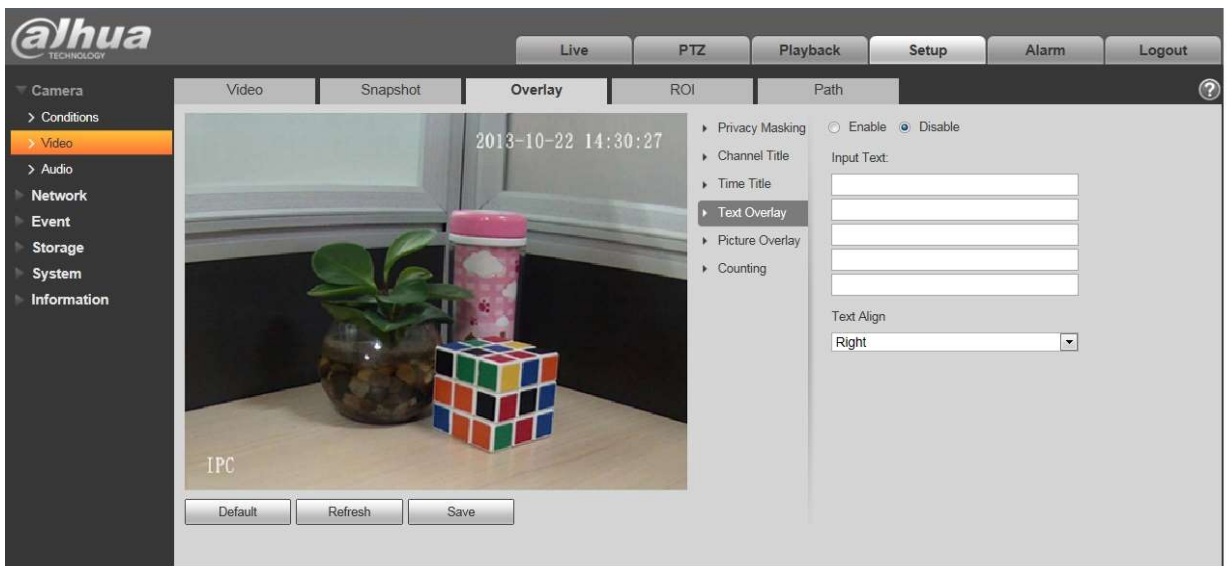 alhua
TECHNOLOGY
Live PTZ Playback Setup Alarm Logout
Camera
> Conditions
> Video
> Audio
Network
Event
Storage
System
Information
Video Snapshot Overlay ROI Path ?
2013-10-22 14:30:27
IPC
Default Refresh Save
Privacy Masking
Channel Title
Time Title
Text Overlay
Picture Overlay
Counting
Enable Disable
Input Text:
Text Align
Right